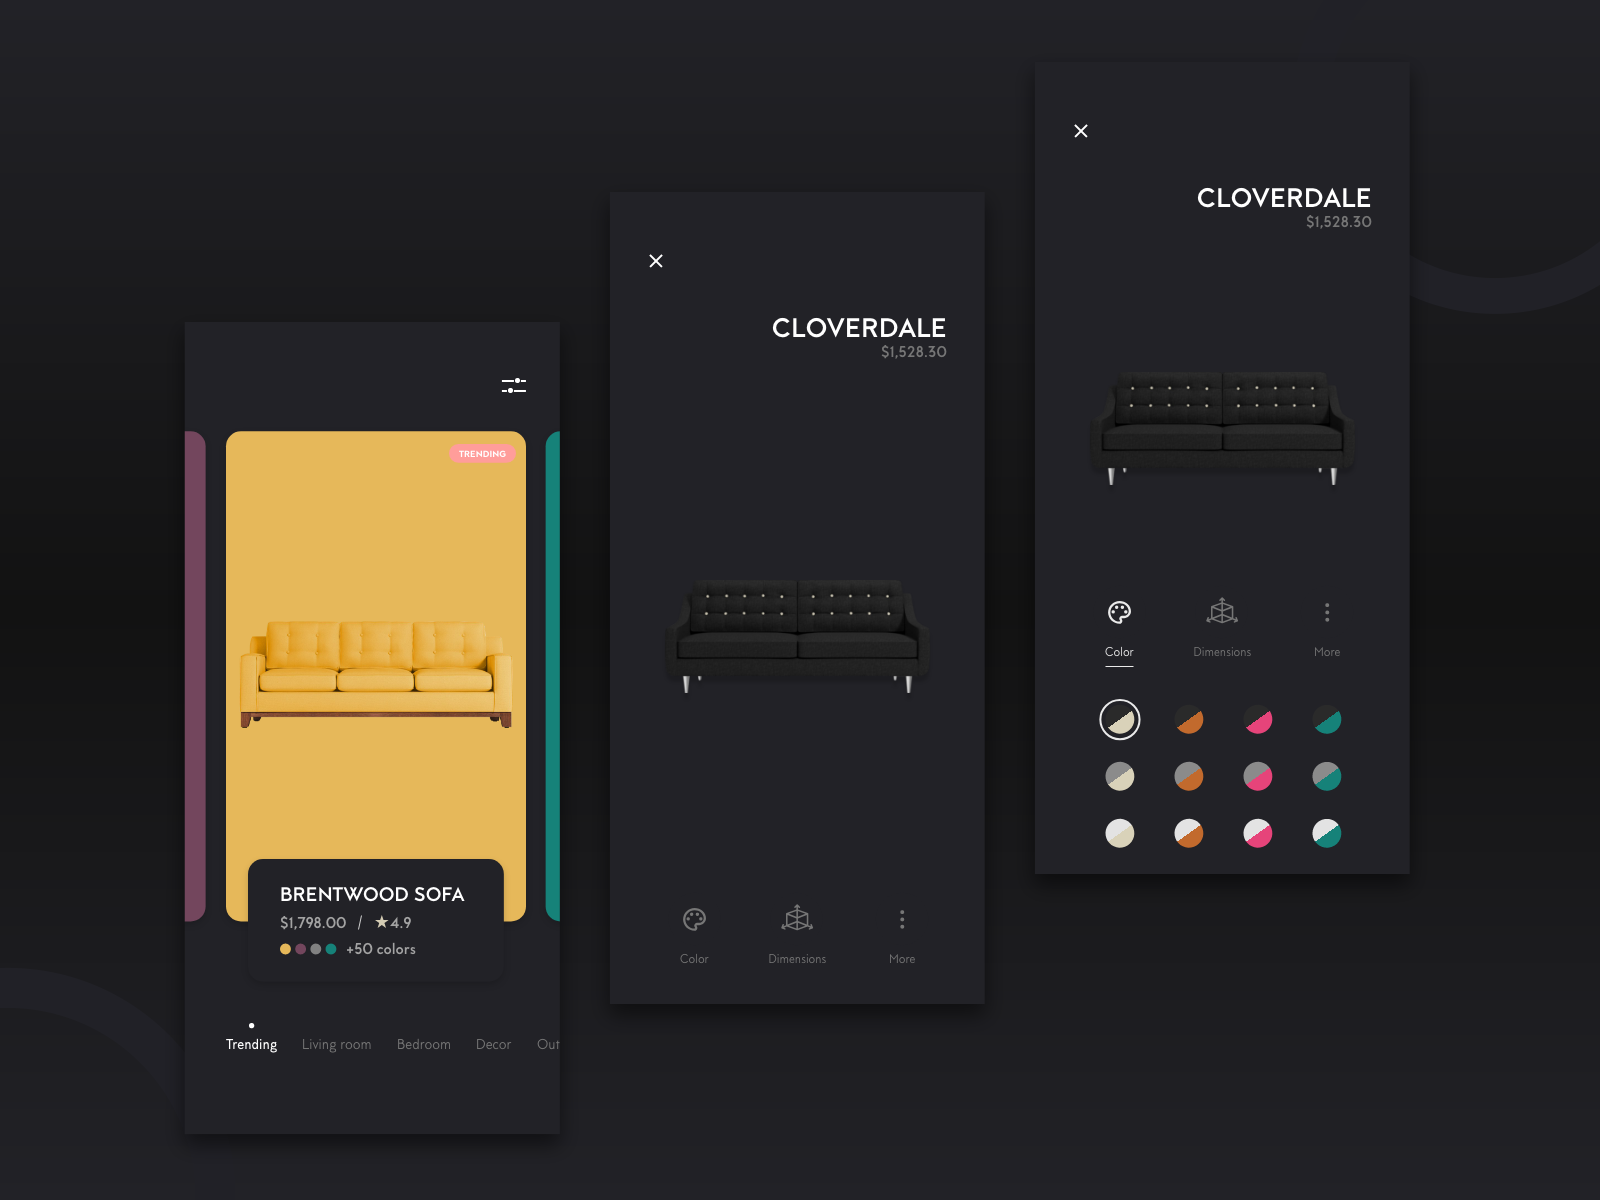 TRENDING
BRENTWOOD SOFA
$1,798.00 / ★4.9
+50 colors
Trending Living room Bedroom Decor Out
CLOVERDALE
$1,528.30
Color Dimensions More
CLOVERDALE
$1,528.30
Color Dimensions More